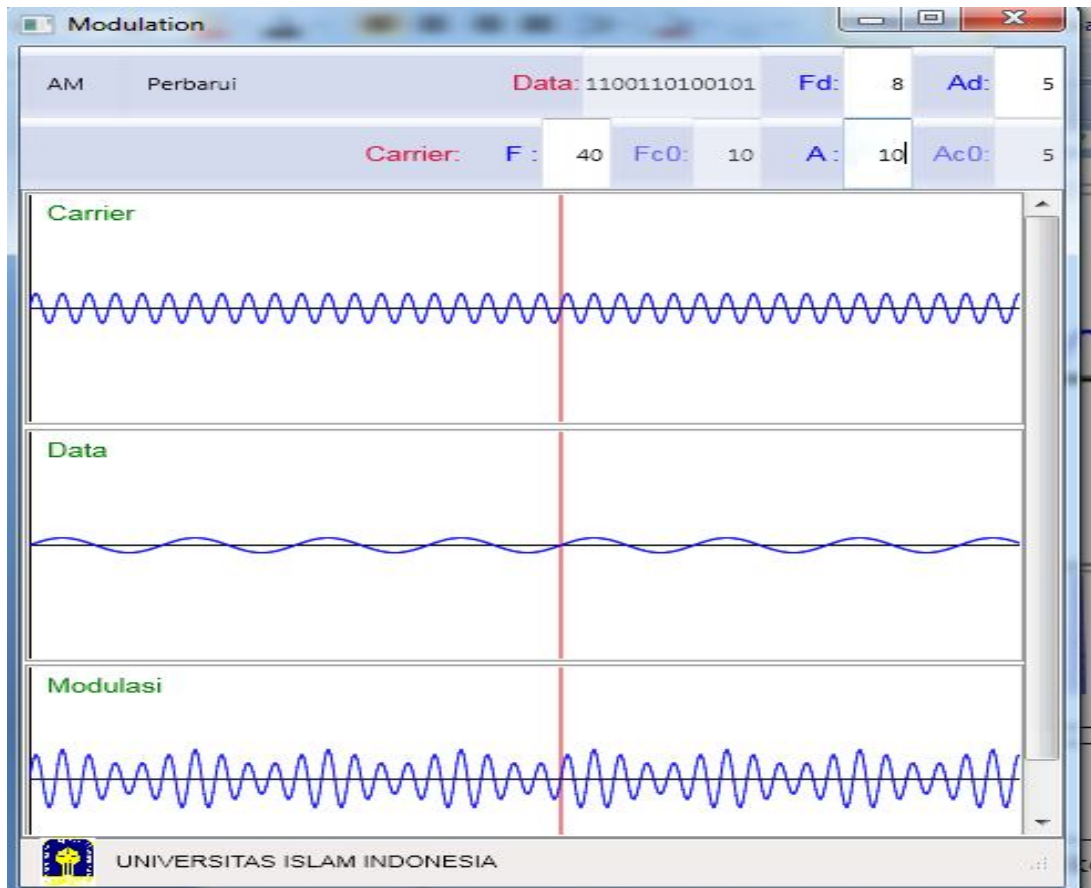 Modulation
AM Perbarui Data: 1100110100101 Fd: 8 Ad: 5
Carrier: F : 40 Fc0: 10 A : 10 Ac0: 5
Carrier
Data
Modulasi
UNIVERSITAS ISLAM INDONESIA